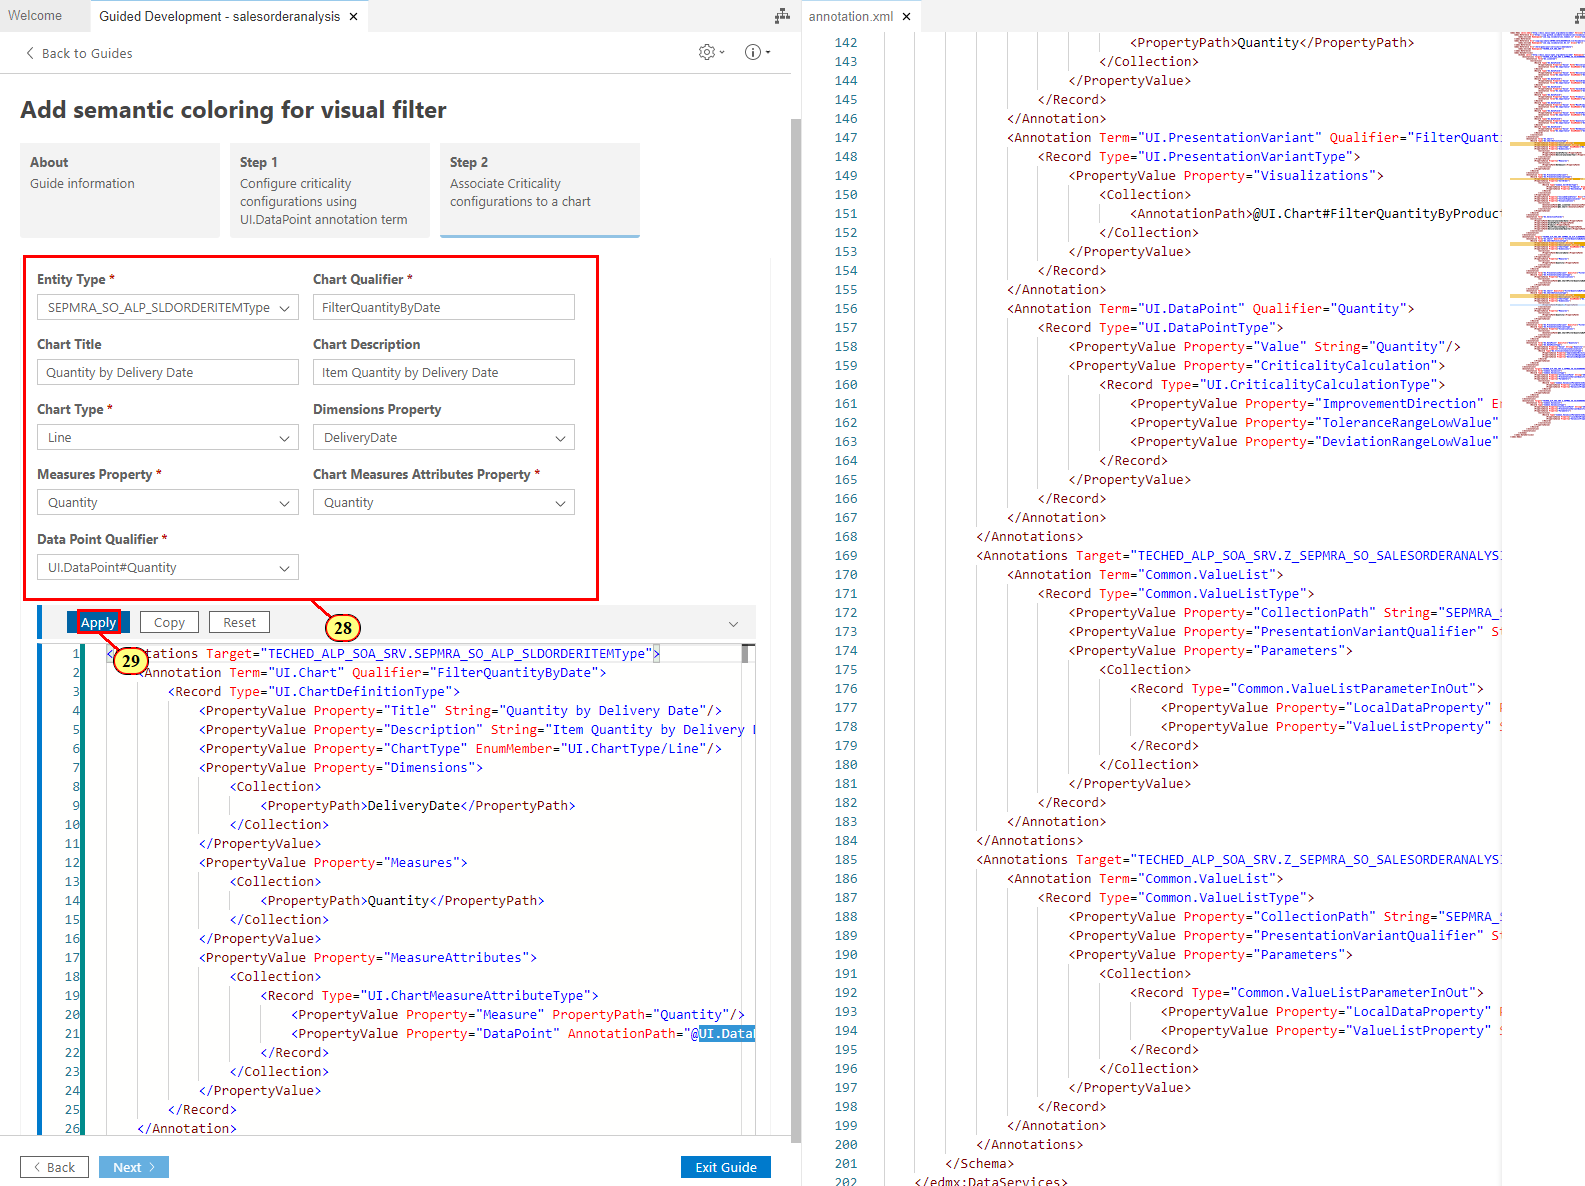 Welcome
Guided Development - salesorderanalysis
Back to Guides
Add semantic coloring for visual filter
About
Guide information
Step 1
Configure criticality
configurations using
UI.DataPoint annotation term
Step 2
Associate Criticality
configurations to a chart
Entity Type *
Chart Qualifier *
SEPMRA_SO_ALP_SLDORDERITEMType
FilterQuantityByDate
Chart Title
Chart Description
Quantity by Delivery Date
Item Quantity by Delivery Date
Chart Type *
Dimensions Property
Line
DeliveryDate
Measures Property *
Chart Measures Attributes Property *
Quantity
Quantity
Data Point Qualifier *
UI.DataPoint#Quantity
Apply
Copy
Reset
28
29
1 <tations Target="TECHED_ALP_SOA_SRV.SEPMRA_SO_ALP_SLDORDERITEMType">
2 Annotation Term="UI.Chart" Qualifier="FilterQuantityByDate">
3 <Record Type="UI.ChartDefinitionType">
4 <PropertyValue Property="Title" String="Quantity by Delivery Date"/>
5 <PropertyValue Property="Description" String="Item Quantity by Delivery
6 <PropertyValue Property="ChartType" EnumMember="UI.ChartType/Line"/>
7 <PropertyValue Property="Dimensions">
8 <Collection>
9 <PropertyPath>DeliveryDate</PropertyPath>
10 </Collection>
11 </PropertyValue>
12 <PropertyValue Property="Measures">
13 <Collection>
14 <PropertyPath>Quantity</PropertyPath>
15 </Collection>
16 </PropertyValue>
17 <PropertyValue Property="MeasureAttributes">
18 <Collection>
19 <Record Type="UI.ChartMeasureAttributeType">
20 <PropertyValue Property="Measure" PropertyPath="Quantity"/>
21 <PropertyValue Property="DataPoint" AnnotationPath="@UI.Data
22 </Record>
23 </Collection>
24 </PropertyValue>
25 </Record>
26 </Annotation>
Back
Next
Exit Guide
annotation.xml
142 <PropertyPath>Quantity</PropertyPath>
143 </Collection>
144 </PropertyValue>
145 </Record>
146 </Annotation>
147 <Annotation Term="UI.PresentationVariant" Qualifier="FilterQuanti
148 <Record Type="UI.PresentationVariantType">
149 <PropertyValue Property="Visualizations">
150 <Collection>
151 <AnnotationPath>@UI.Chart#FilterQuantityByProduct
152 </Collection>
153 </PropertyValue>
154 </Record>
155 </Annotation>
156 <Annotation Term="UI.DataPoint" Qualifier="Quantity">
157 <Record Type="UI.DataPointType">
158 <PropertyValue Property="Value" String="Quantity"/>
159 <PropertyValue Property="CriticalityCalculation">
160 <Record Type="UI.CriticalityCalculationType">
161 <PropertyValue Property="ImprovementDirection" En
162 <PropertyValue Property="ToleranceRangeLowValue"
163 <PropertyValue Property="DeviationRangeLowValue"
164 </Record>
165 </PropertyValue>
166 </Record>
167 </Annotation>
168 </Annotations>
169 <Annotations Target="TECHED_ALP_SOA_SRV.Z_SEPMRA_SO_SALESORDERANALYSI
170 <Annotation Term="Common.ValueList">
171 <Record Type="Common.ValueListType">
172 <PropertyValue Property="CollectionPath" String="SEPMRA_S
173 <PropertyValue Property="PresentationVariantQualifier" St
174 <PropertyValue Property="Parameters">
175 <Collection>
176 <Record Type="Common.ValueListParameterInOut">
177 <PropertyValue Property="LocalDataProperty"
178 <PropertyValue Property="ValueListProperty"
179 </Record>
180 </Collection>
181 </PropertyValue>
182 </Record>
183 </Annotation>
184 </Annotations>
185 <Annotations Target="TECHED_ALP_SOA_SRV.Z_SEPMRA_SO_SALESORDERANALYSI
186 <Annotation Term="Common.ValueList">
187 <Record Type="Common.ValueListType">
188 <PropertyValue Property="CollectionPath" String="SEPMRA_S
189 <PropertyValue Property="PresentationVariantQualifier" St
190 <PropertyValue Property="Parameters">
191 <Collection>
192 <Record Type="Common.ValueListParameterInOut">
193 <PropertyValue Property="LocalDataProperty"
194 <PropertyValue Property="ValueListProperty"
195 </Record>
196 </Collection>
197 </PropertyValue>
198 </Record>
199 </Annotation>
200 </Annotations>
201 </Schema>
202 </edmx:DataServices>